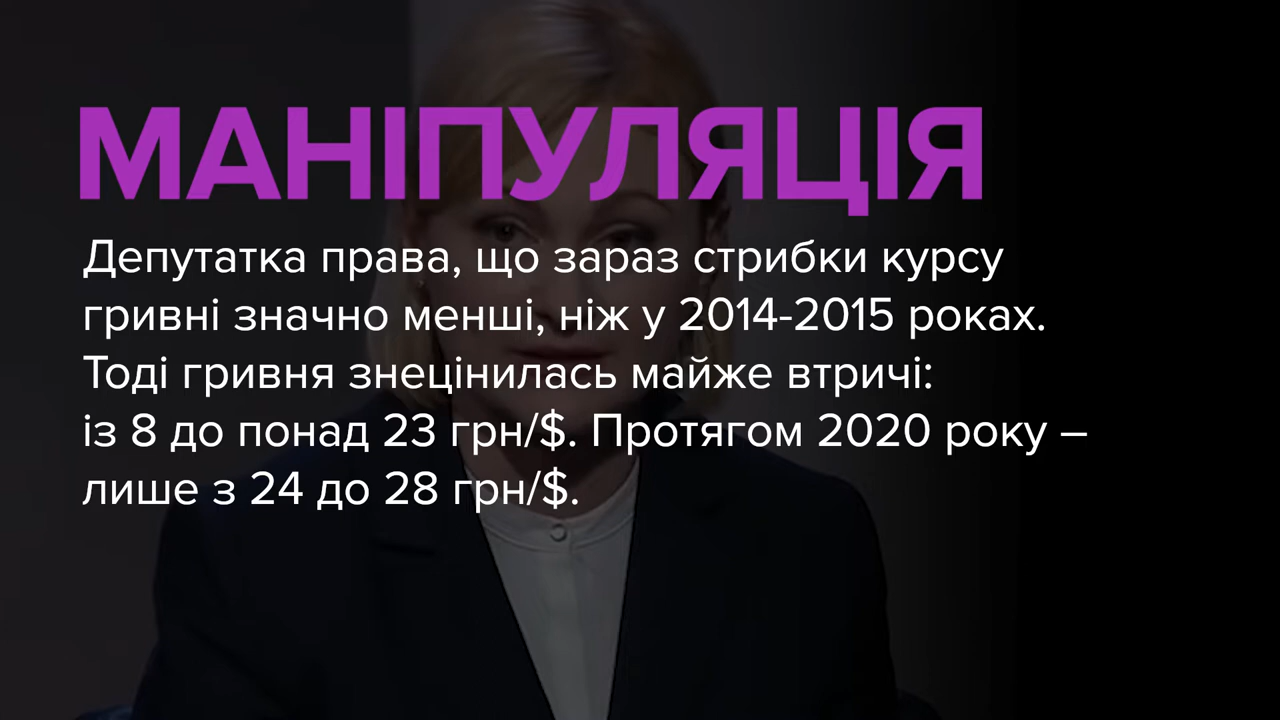 МАНІПУЛЯЦІЯ
Депутатка права, що зараз стрибки курсу
гривні значно менші, ніж у 2014-2015 роках.
Тоді гривня знецінилась майже втричі:
із 8 до понад 23 грн/$. Протягом 2020 року –
лише з 24 до 28 грн/$.